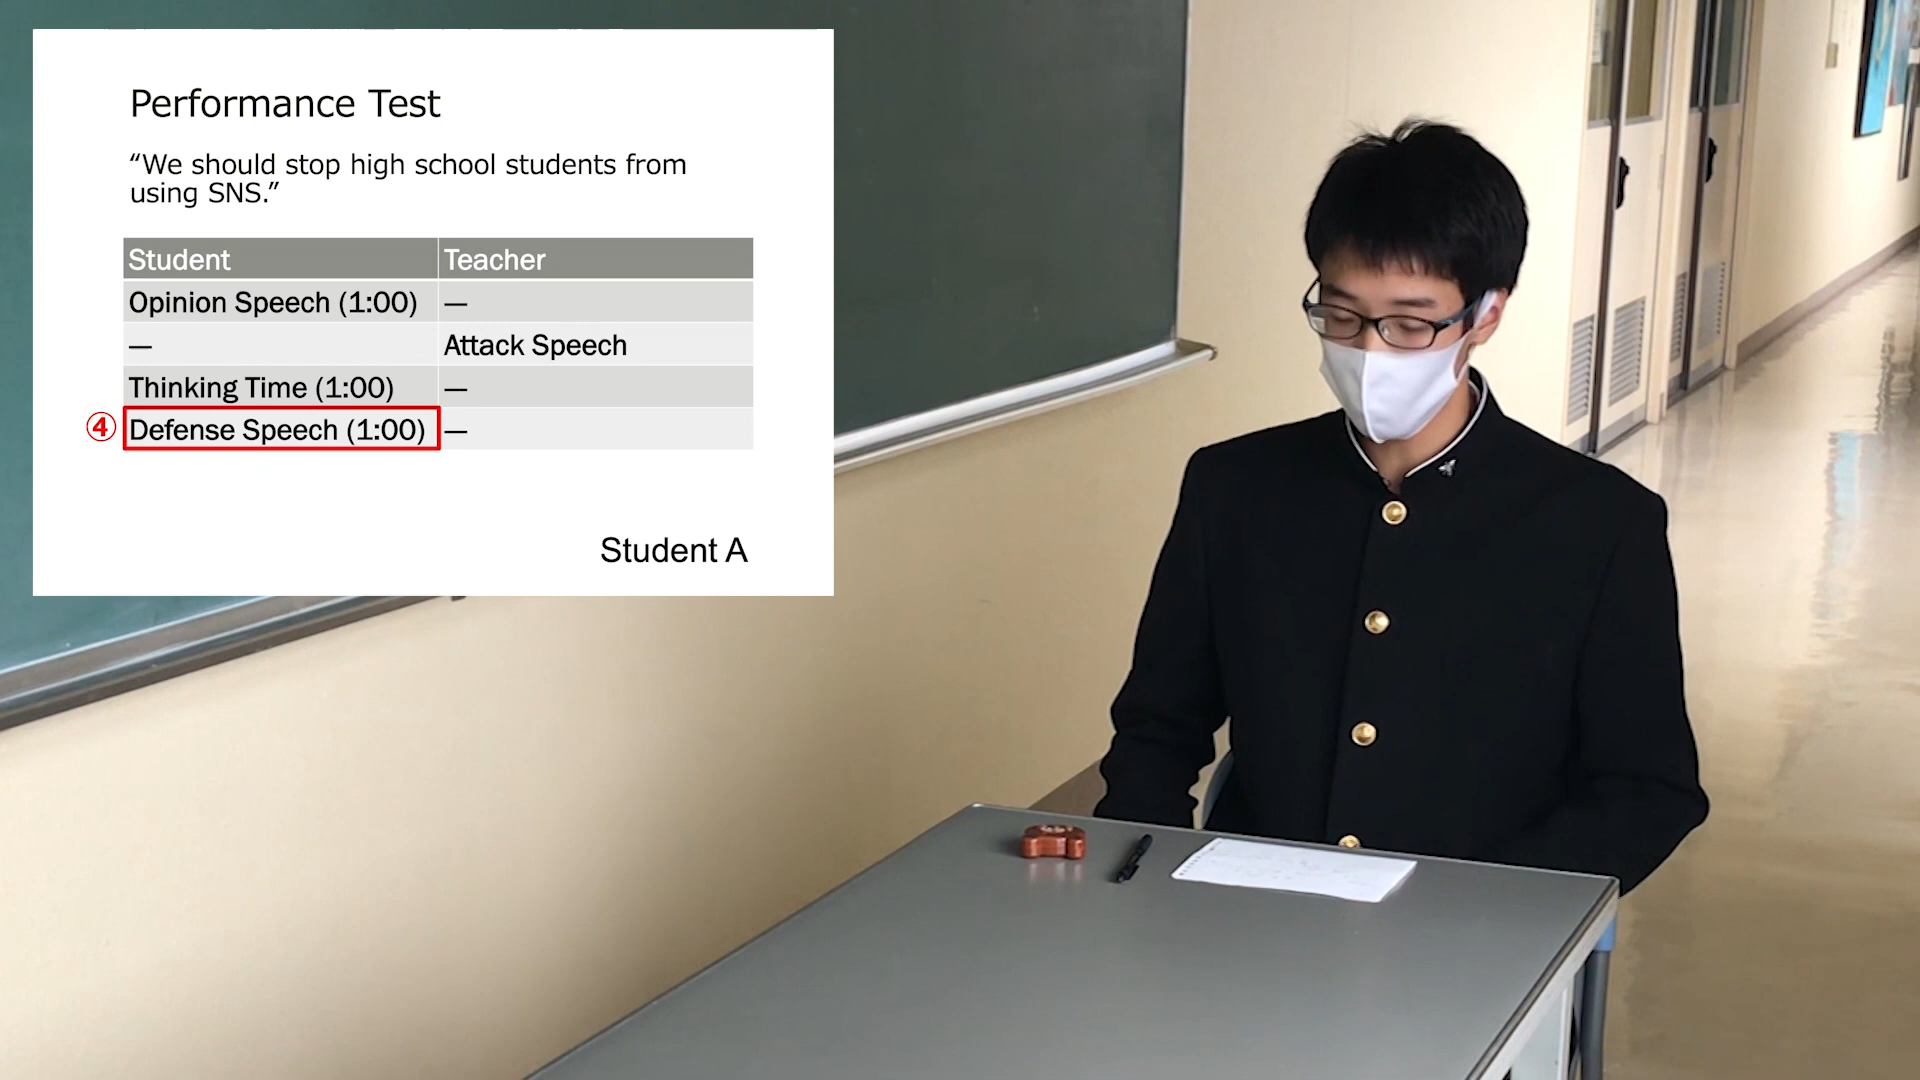 Performance Test
“We should stop high school students from
using SNS.”
Student Teacher
Opinion Speech (1:00) —
— Attack Speech
Thinking Time (1:00) —
④ Defense Speech (1:00) —
Student A